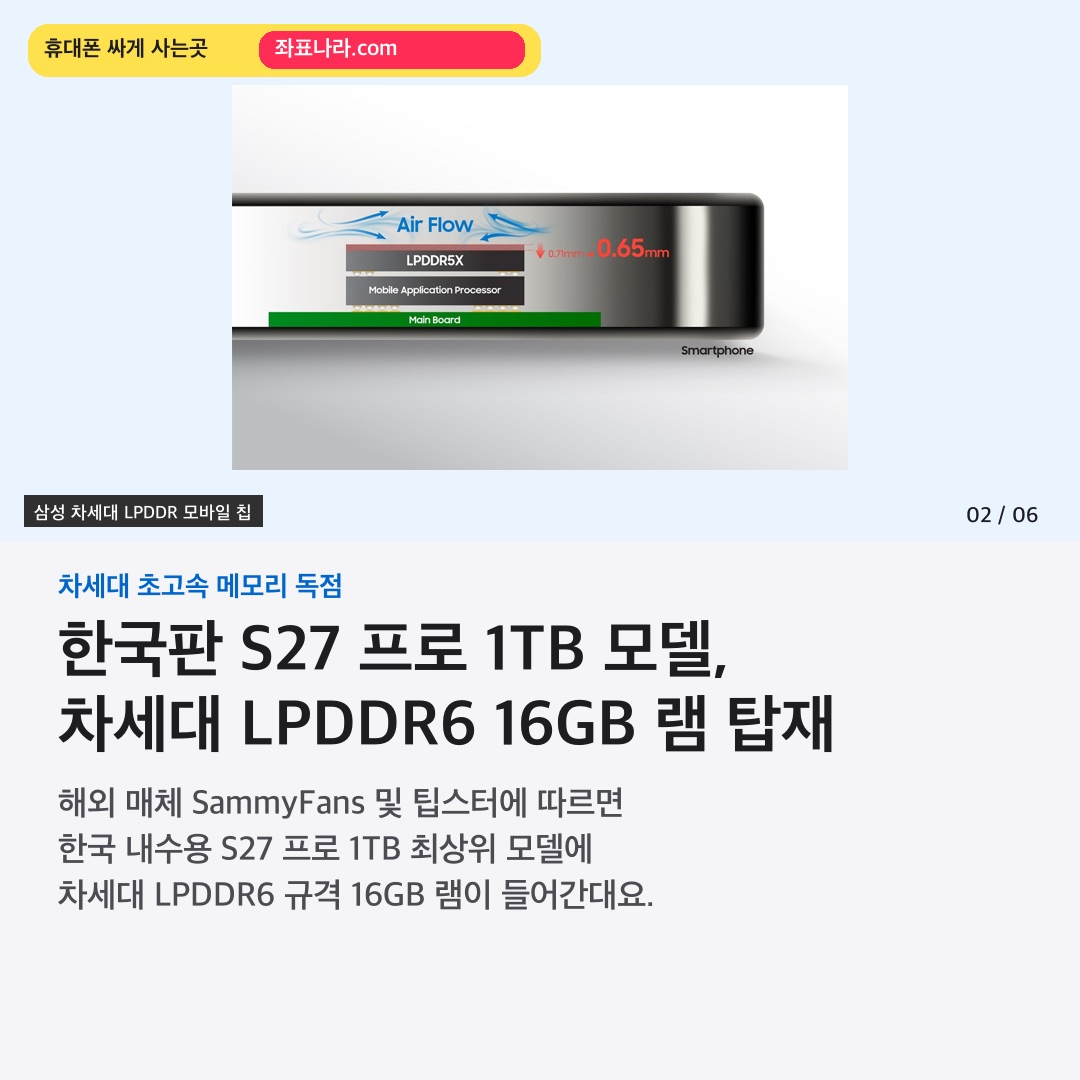 휴대폰 싸게 사는곳
좌표나라.com
Air Flow
LPDDR5X
0.71mm
0.65mm
Mobile Application Processor
Main Board
Smartphone
삼성 차세대 LPDDR 모바일 칩
02 / 06
차세대 초고속 메모리 독점
한국판 S27 프로 1TB 모델,
차세대 LPDDR6 16GB 램 탑재
해외 매체 SammyFans 및 팁스터에 따르면
한국 내수용 S27 프로 1TB 최상위 모델에
차세대 LPDDR6 규격 16GB 램이 들어간대요.